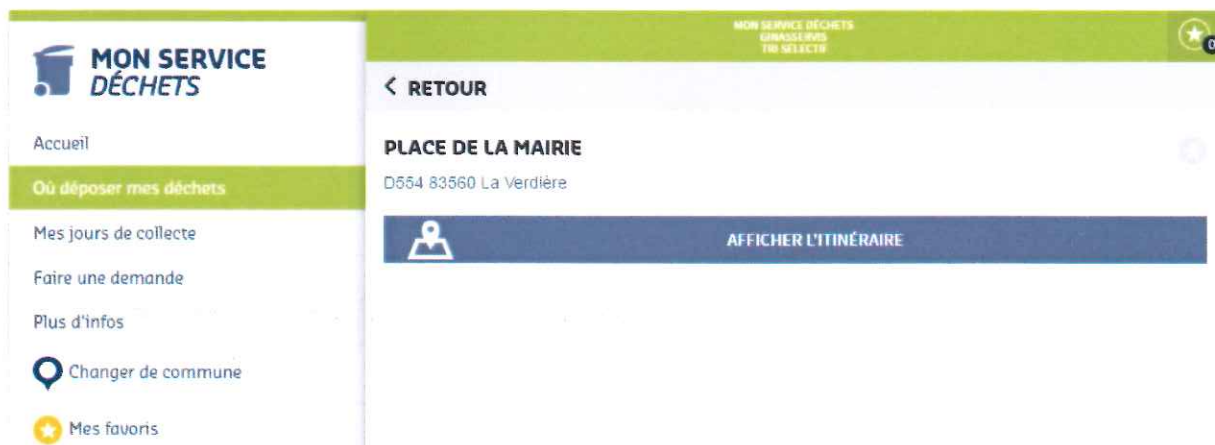 MON SERVICE
DÉCHETS
Accueil
Où déposer mes déchets
Mes jours de collecte
Faire une demande
Plus d'infos
Changer de commune
Mes favoris
MON SERVICE DÉCHETS
GINASSERVIS
TRI SÉLECTIF
0
RETOUR
PLACE DE LA MAIRIE
D554 83560 La Verdière
AFFICHER L'ITINÉRAIRE